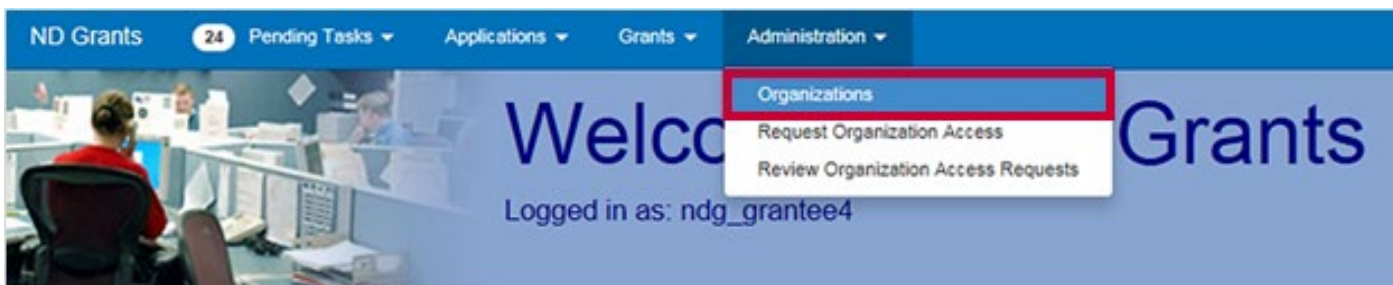 ND Grants 24 Pending Tasks Applications Grants Administration
Organizations
Request Organization Access
Review Organization Access Requests
Grants
Logged in as: ndg_grantee4